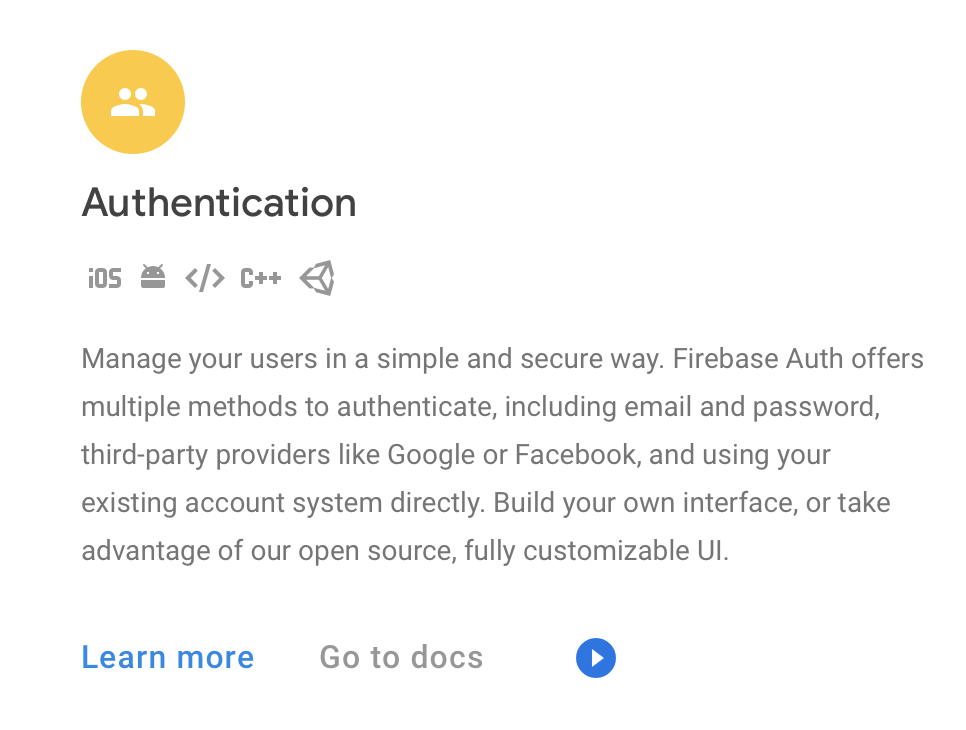 Authentication
iOS </> C++
Manage your users in a simple and secure way. Firebase Auth offers
multiple methods to authenticate, including email and password,
third-party providers like Google or Facebook, and using your
existing account system directly. Build your own interface, or take
advantage of our open source, fully customizable UI.
Learn more Go to docs